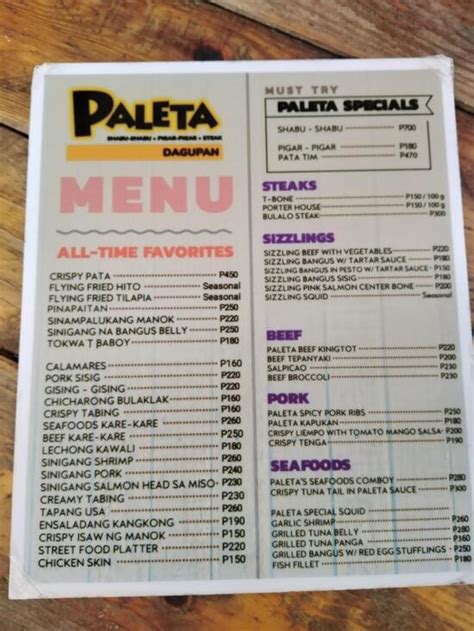 PALETA
SHABU-SHABU • PIGAR-PIGAR • STEAK
DAGUPAN
MENU
ALL-TIME FAVORITES
CRISPY PATA P450
FLYING FRIED HITO Seasonal
FLYING FRIED TILAPIA Seasonal
PINAPAITAN P250
SINAMPALUKANG MANOK P220
SINIGANG NA BANGUS BELLY P250
TOKWA T BABOY P180
CALAMARES P160
PORK SISIG P220
GISING - GISING P220
CHICHARONG BULAKLAK P160
CRISPY TABING P160
SEAFOODS KARE-KARE P260
BEEF KARE-KARE P250
LECHONG KAWALI P180
SINIGANG SHRIMP P260
SINIGANG PORK P240
SINIGANG SALMON HEAD SA MISO P230
CREAMY TABING P230
TAPANG USA P260
ENSALADANG KANGKONG P190
CRISPY ISAW NG MANOK P150
STREET FOOD PLATTER P220
CHICKEN SKIN P150
MUST TRY
PALETA SPECIALS
SHABU - SHABU P700
PIGAR - PIGAR P180
PATA TIM P470
STEAKS
T-BONE P150 / 100 g
PORTER HOUSE P150 / 100 g
BULALO STEAK P300
SIZZLINGS
SIZZLING BEEF WITH VEGETABLES P220
SIZZLING BANGUS W/ TARTAR SAUCE P180
SIZZLING BANGUS IN PESTO W/ TARTAR SAUCE P150
SIZZLING BANGUS SISIG P180
SIZZLING PINK SALMON CENTER BONE P200
SIZZLING SQUID Seasonal
BEEF
PALETA BEEF KINIGTOT P220
BEEF TEPANYAKI P200
SALPICAO P230
BEEF BROCCOLI P230
PORK
PALETA SPICY PORK RIBS P250
PALETA KAPUKAN P180
CRISPY LIEMPO WITH TOMATO MANGO SALSA P200
CRISPY TENGA P190
SEAFOODS
PALETA'S SEAFOODS COMBOY P280
CRISPY TUNA TAIL IN PALETA SAUCE P300
PALETA SPECIAL SQUID
GARLIC SHRIMP P260
GRILLED TUNA BELLY P210
GRILLED TUNA PANGA P160
GRILLED BANGUS W/ RED EGG STUFFLINGS P180
FISH FILLET P180